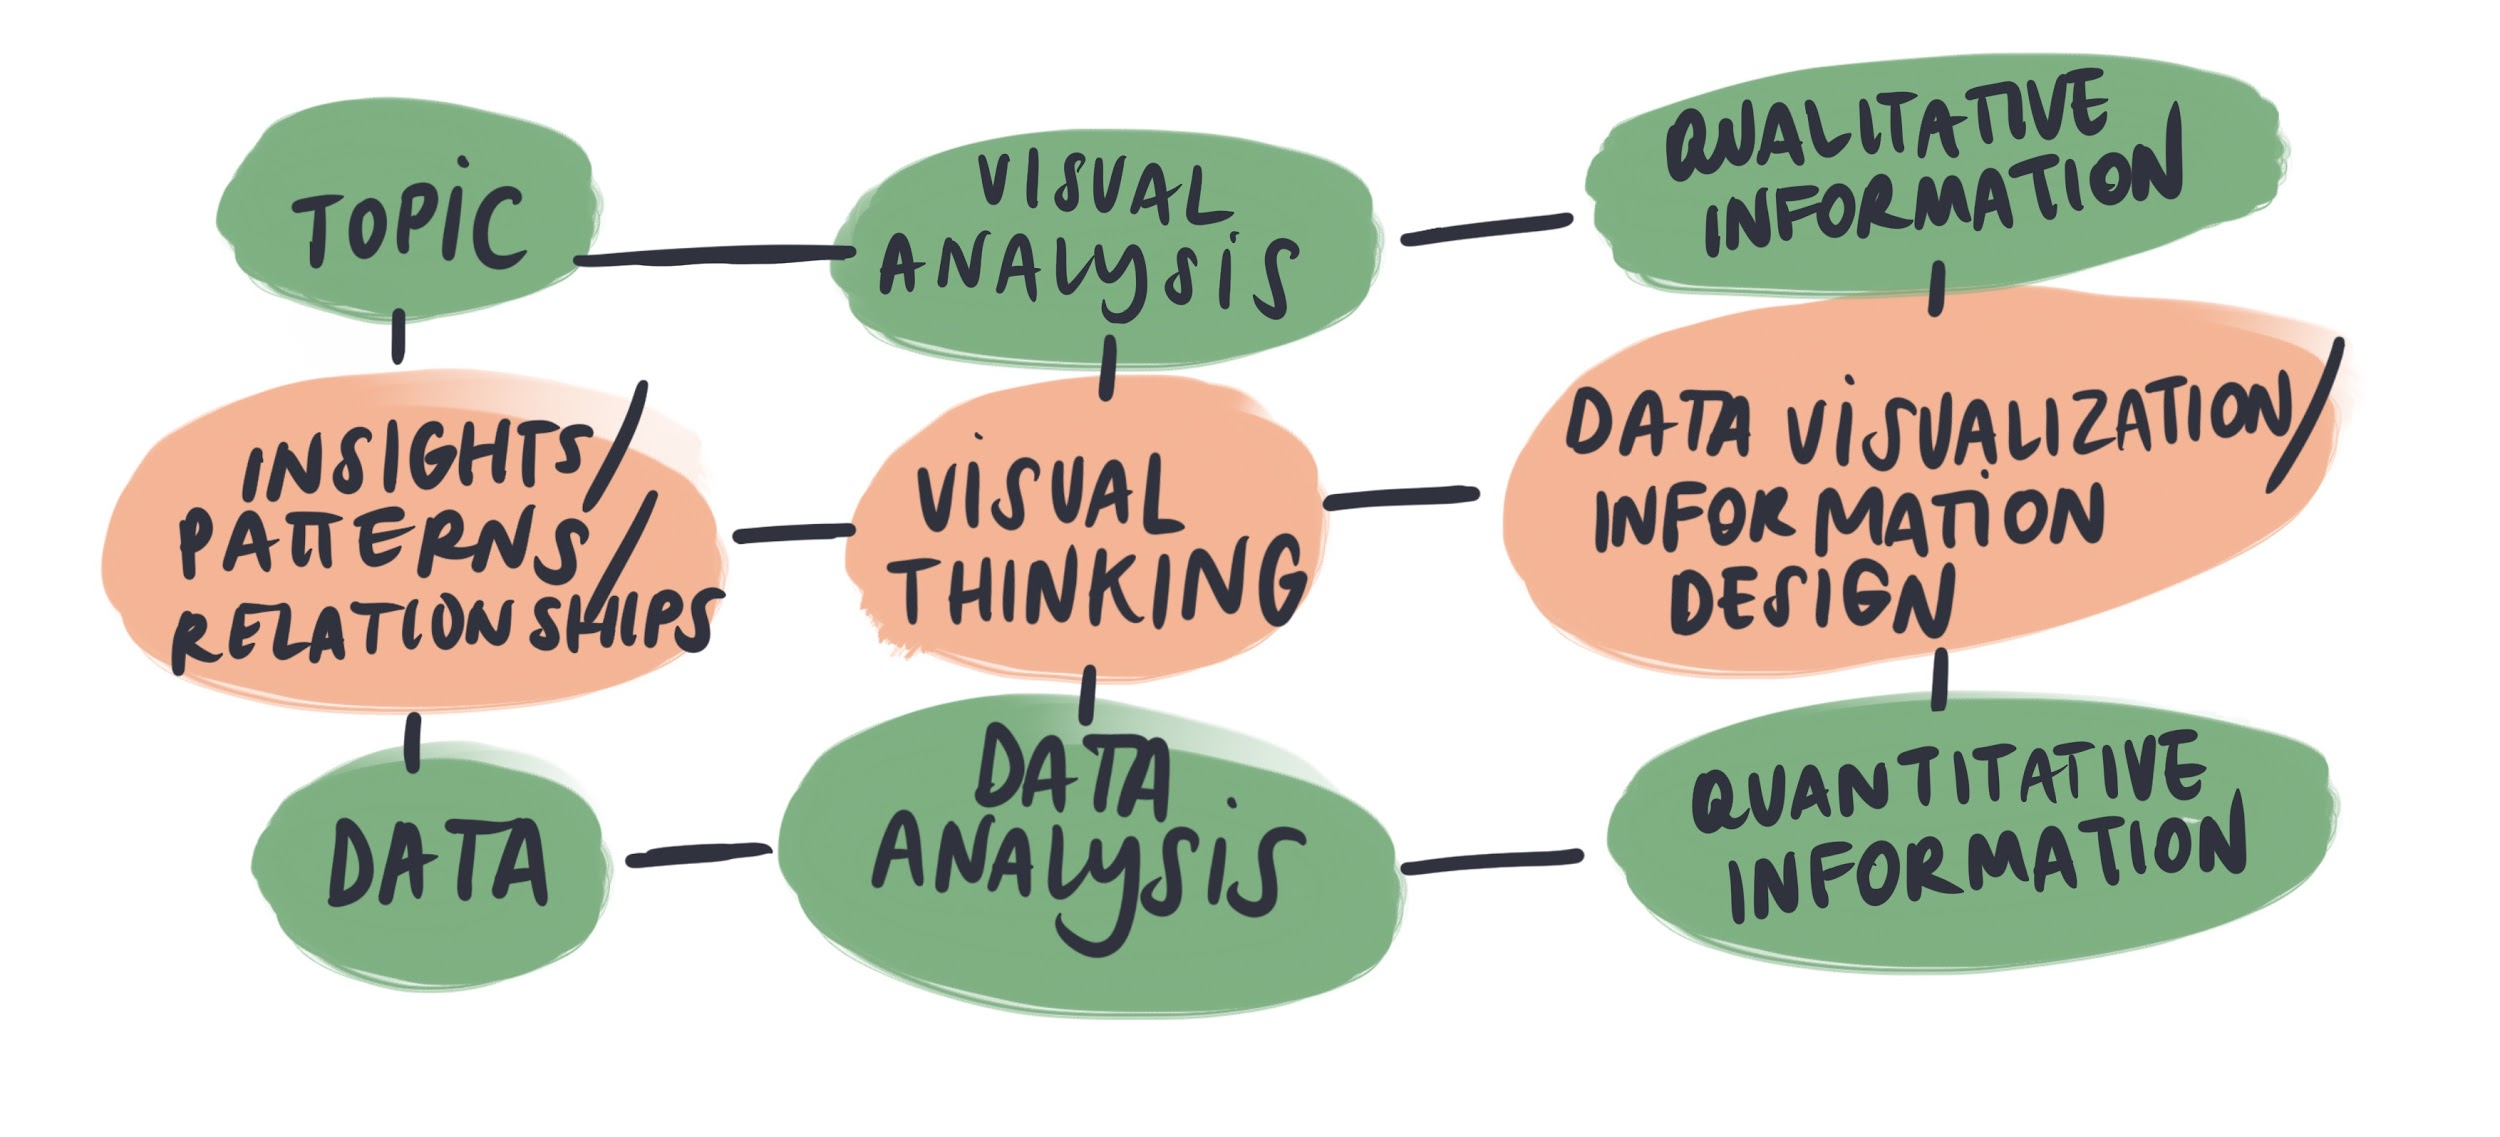 TOPIC
VISUAL
ANALYSIS
QUALITATIVE
INFORMATION
INSIGHTS/
PATTERNS/
RELATIONSHIPS
VISUAL
THINKING
DATA VISUALIZATION/
INFORMATION
DESIGN
DATA
DATA
ANALYSIS
QUANTITATIVE
INFORMATION